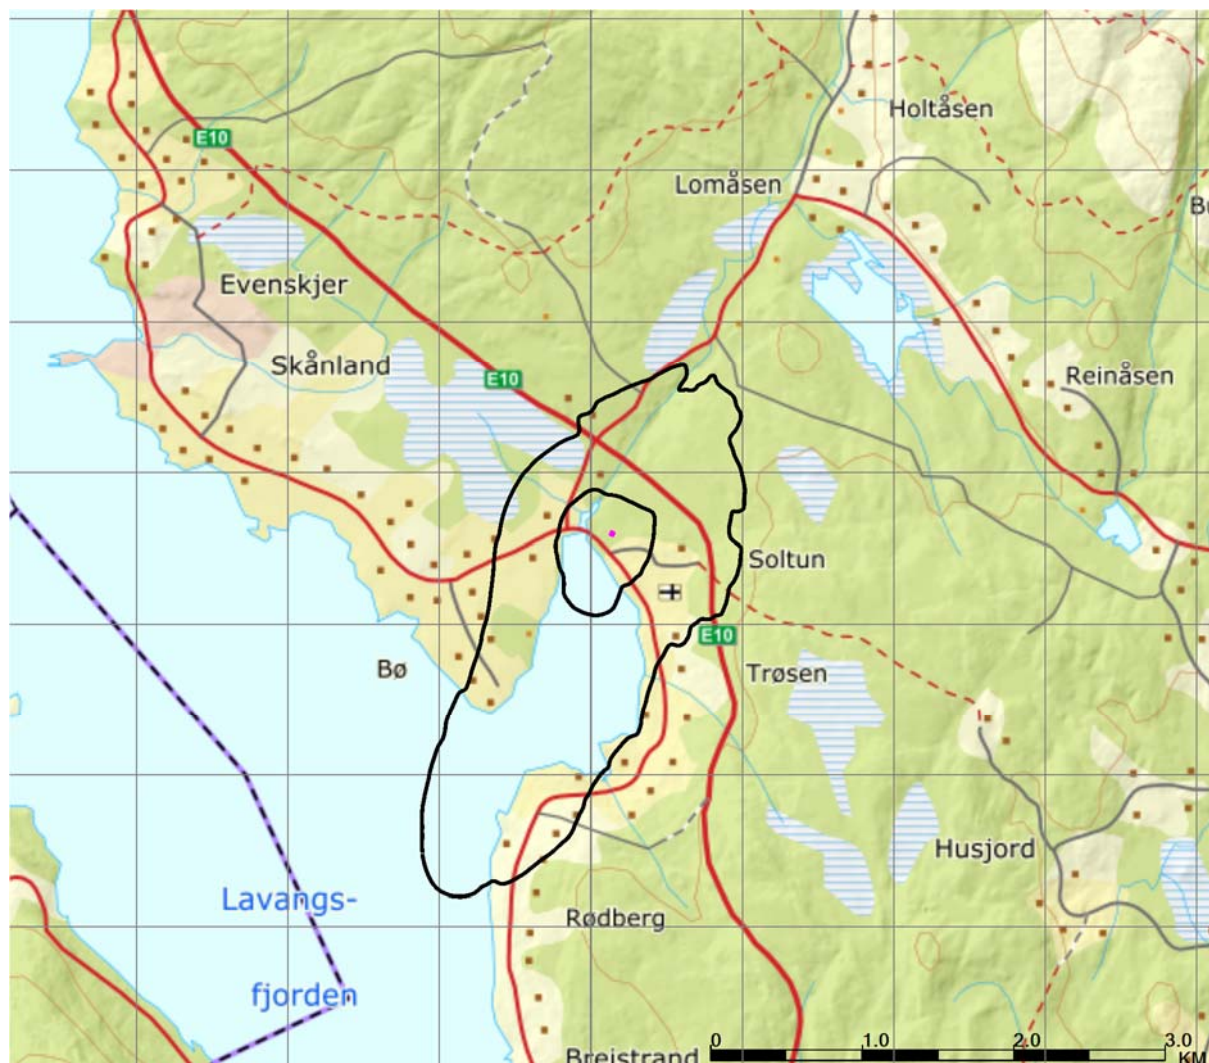 Holtåsen
E10
Lomåsen
Evenskjer
Skånland
E10
Reinåsen
Soltun
E10
Bø
Trøsen
Husjord
Lavangs-
Rødberg
fjorden
Breistrand
0 1.0 2.0 3.0
KM